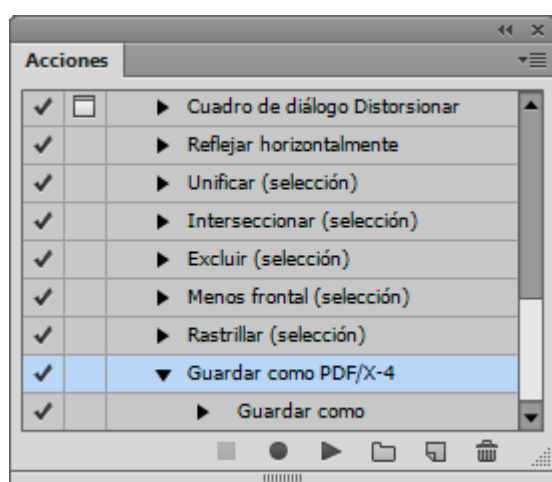 Acciones
Cuadro de diálogo Distorsionar
Reflejar horizontalmente
Unificar (selección)
Interseccionar (selección)
Excluir (selección)
Menos frontal (selección)
Rastrillar (selección)
Guardar como PDF/X-4
Guardar como